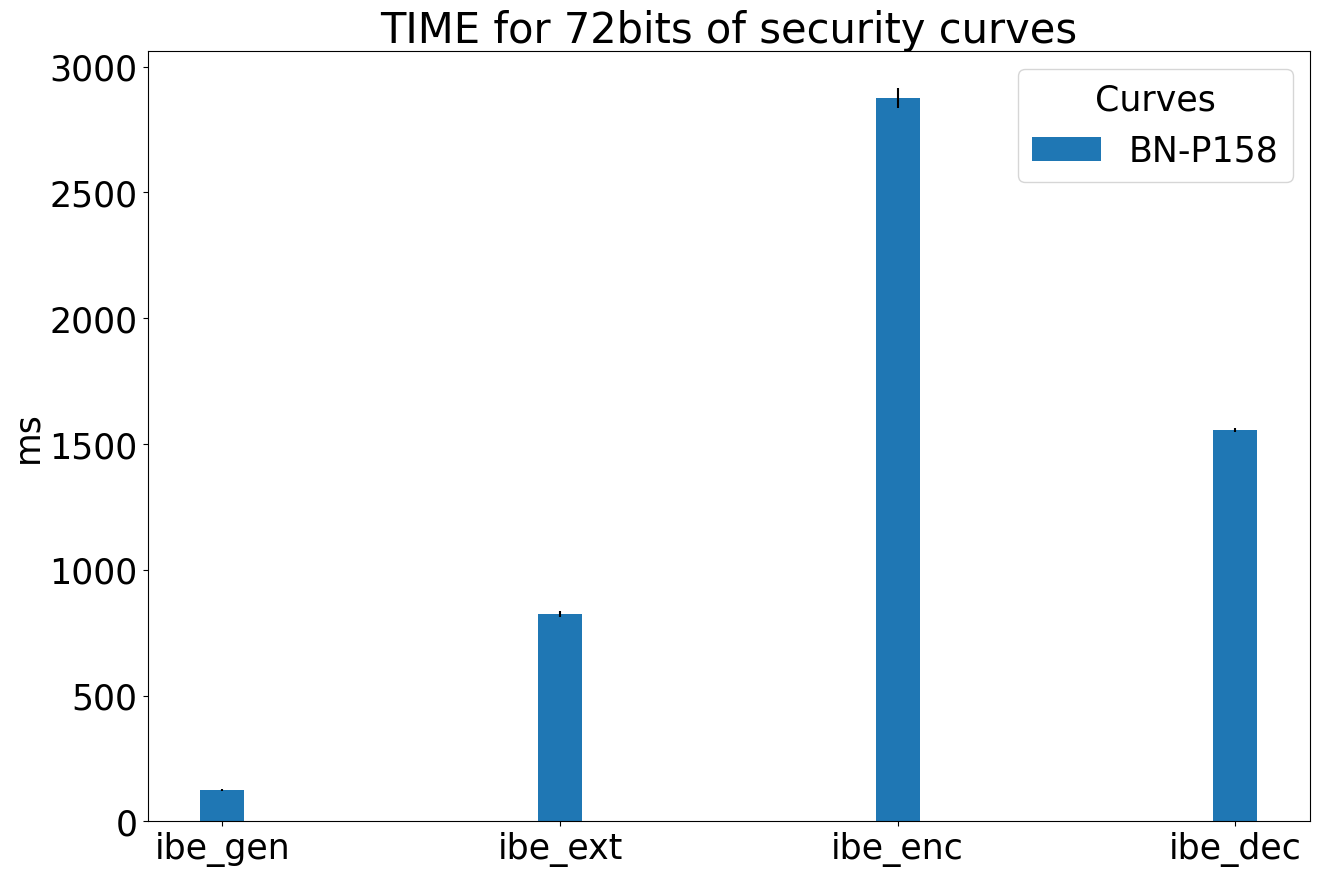 TIME for 72bits of security curves
3000
2500
2000
1500
1000
500
0
ms
Curves
BN-P158
ibe_gen
ibe_ext
ibe_enc
ibe_dec